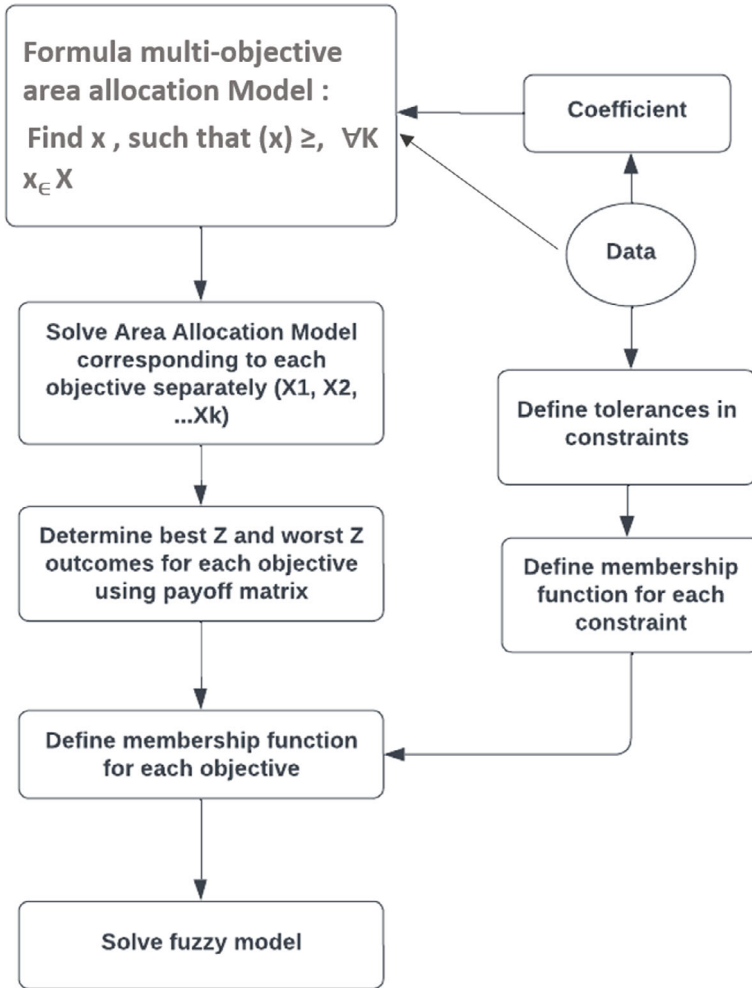 Formula multi-objective
area allocation Model :
Find x , such that (x) ≥, ∀K
x∈ X
Coefficient
Data
Solve Area Allocation Model
corresponding to each
objective separately (X1, X2,
...Xk)
Define tolerances in
constraints
Determine best Z and worst Z
outcomes for each objective
using payoff matrix
Define membership
function for each
constraint
Define membership function
for each objective
Solve fuzzy model